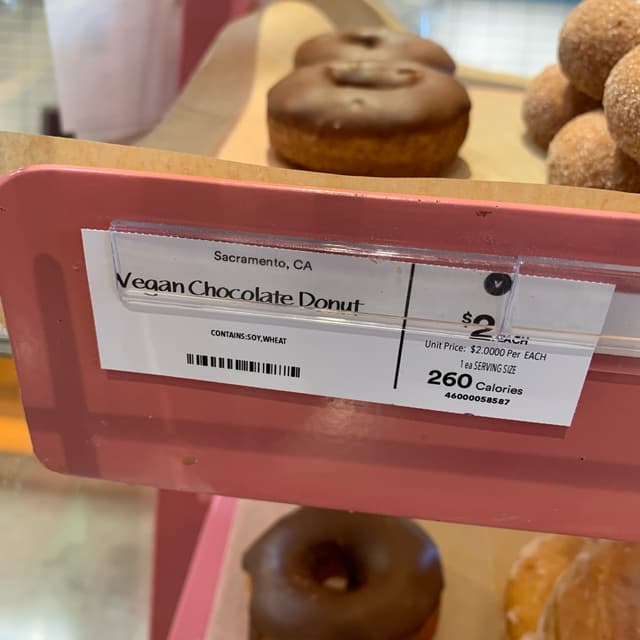 Sacramento, CA
Vegan Chocolate Donut
CONTAINS:SOY,WHEAT
V
$2 EACH
Unit Price: $2.0000 Per EACH
1 ea SERVING SIZE
260 Calories
46000058587